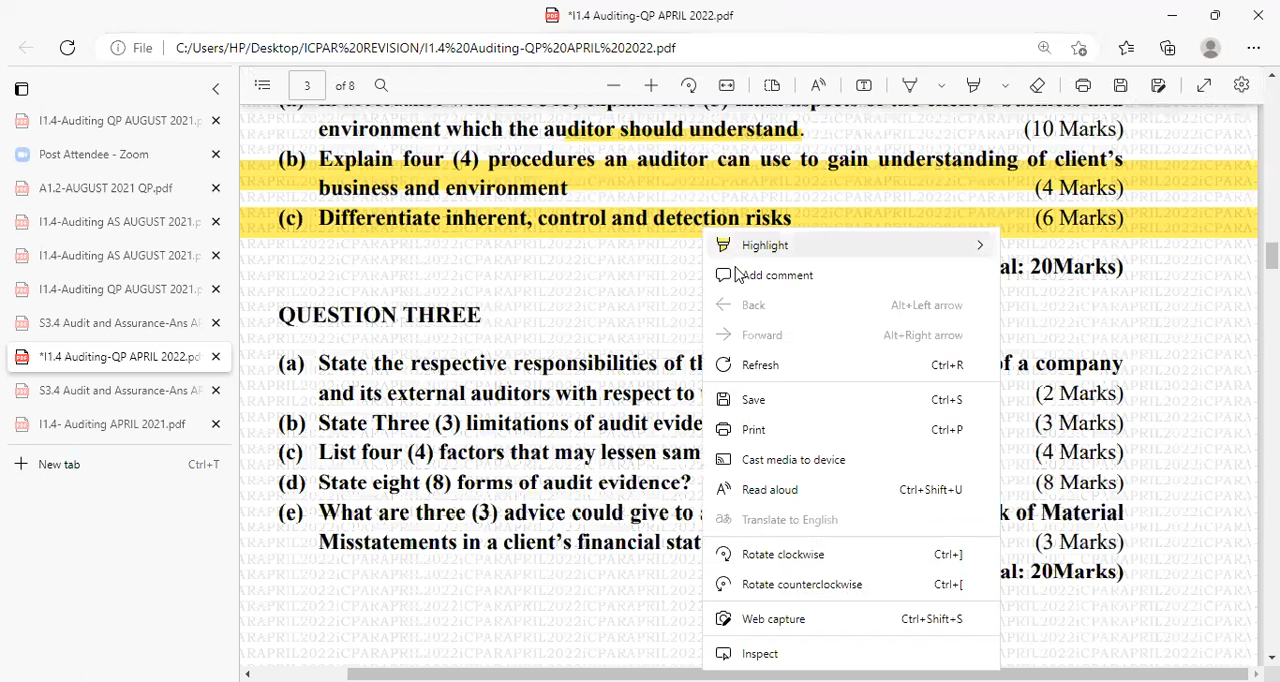 *I1.4 Auditing-QP APRIL 2022.pdf
File
C:/Users/HP/Desktop/ICPAR%20REVISION/I1.4%20Auditing-QP%20APRIL%202022.pdf
3 of 8
I1.4-Auditing QP AUGUST 2021.p
Post Attendee - Zoom
A1.2-AUGUST 2021 QP.pdf
I1.4-Auditing AS AUGUST 2021.p
I1.4-Auditing AS AUGUST 2021.p
I1.4-Auditing QP AUGUST 2021.p
S3.4 Audit and Assurance-Ans AF
*I1.4 Auditing-QP APRIL 2022.pd
S3.4 Audit and Assurance-Ans AF
I1.4- Auditing APRIL 2021.pdf
New tab Ctrl+T
environment which the auditor should understand. (10 Marks)
(b) Explain four (4) procedures an auditor can use to gain understanding of client's
business and environment (4 Marks)
(c) Differentiate inherent, control and detection risks (6 Marks)
al: 20Marks)
QUESTION THREE
(a) State the respective responsibilities of th of a company
and its external auditors with respect to (2 Marks)
(b) State Three (3) limitations of audit evide (3 Marks)
(c) List four (4) factors that may lessen sam (4 Marks)
(d) State eight (8) forms of audit evidence? (8 Marks)
(e) What are three (3) advice could give to a k of Material
Misstatements in a client's financial stat (3 Marks)
al: 20Marks)
Highlight
Add comment
Back Alt+Left arrow
Forward Alt+Right arrow
Refresh Ctrl+R
Save Ctrl+S
Print Ctrl+P
Cast media to device
Read aloud Ctrl+Shift+U
Translate to English
Rotate clockwise Ctrl+]
Rotate counterclockwise Ctrl+[
Web capture Ctrl+Shift+S
Inspect